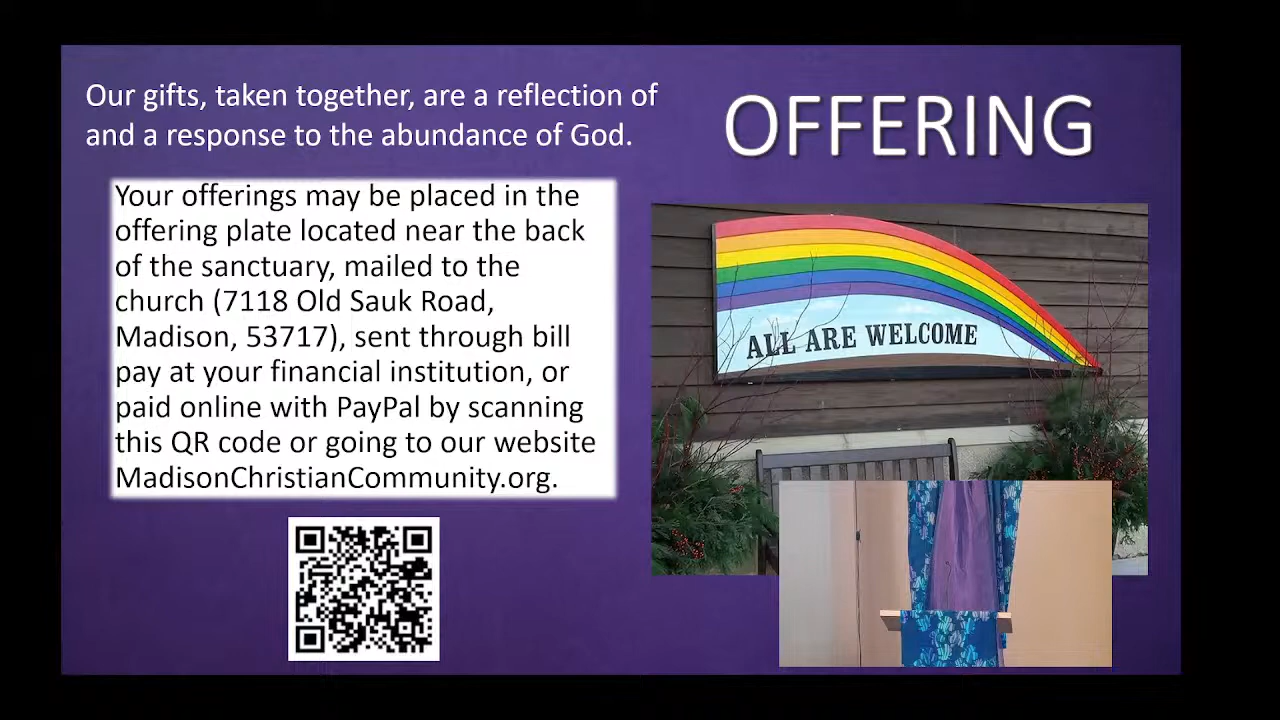 Our gifts, taken together, are a reflection of
and a response to the abundance of God.
OFFERING
Your offerings may be placed in the
offering plate located near the back
of the sanctuary, mailed to the
church (7118 Old Sauk Road,
Madison, 53717), sent through bill
pay at your financial institution, or
paid online with PayPal by scanning
this QR code or going to our website
MadisonChristianCommunity.org.
ALL ARE WELCOME